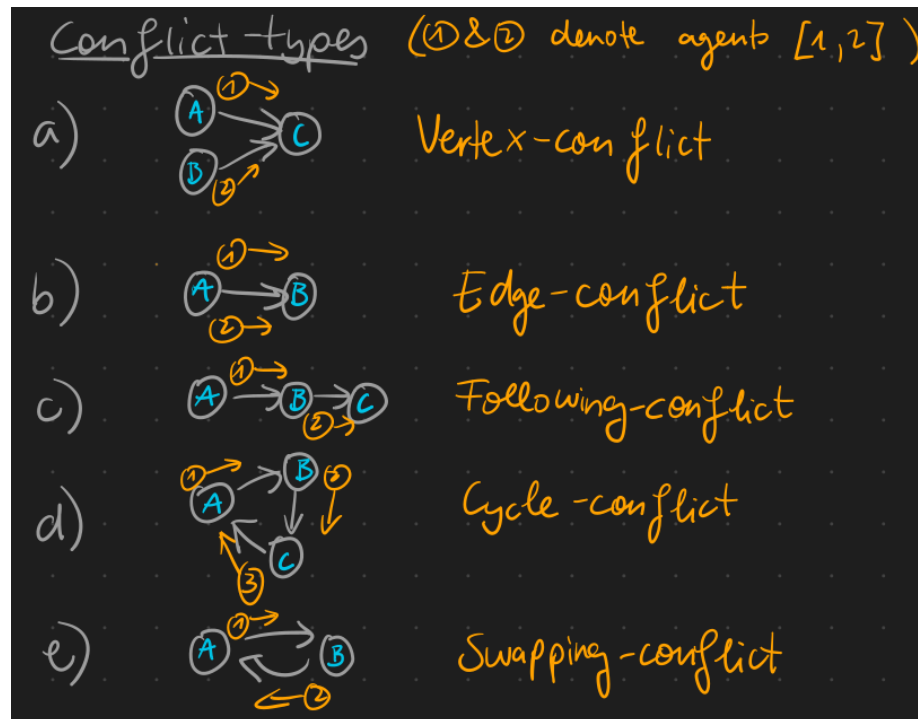 Conflict-types (①&② denote agents [1,2])
a) A ① C B ② Vertex-conflict
b) ① A B ② Edge-conflict
c) A ① B ② C Following-conflict
d) ① A B C ③ Cycle-conflict
e) A ① B ② Swapping-conflict